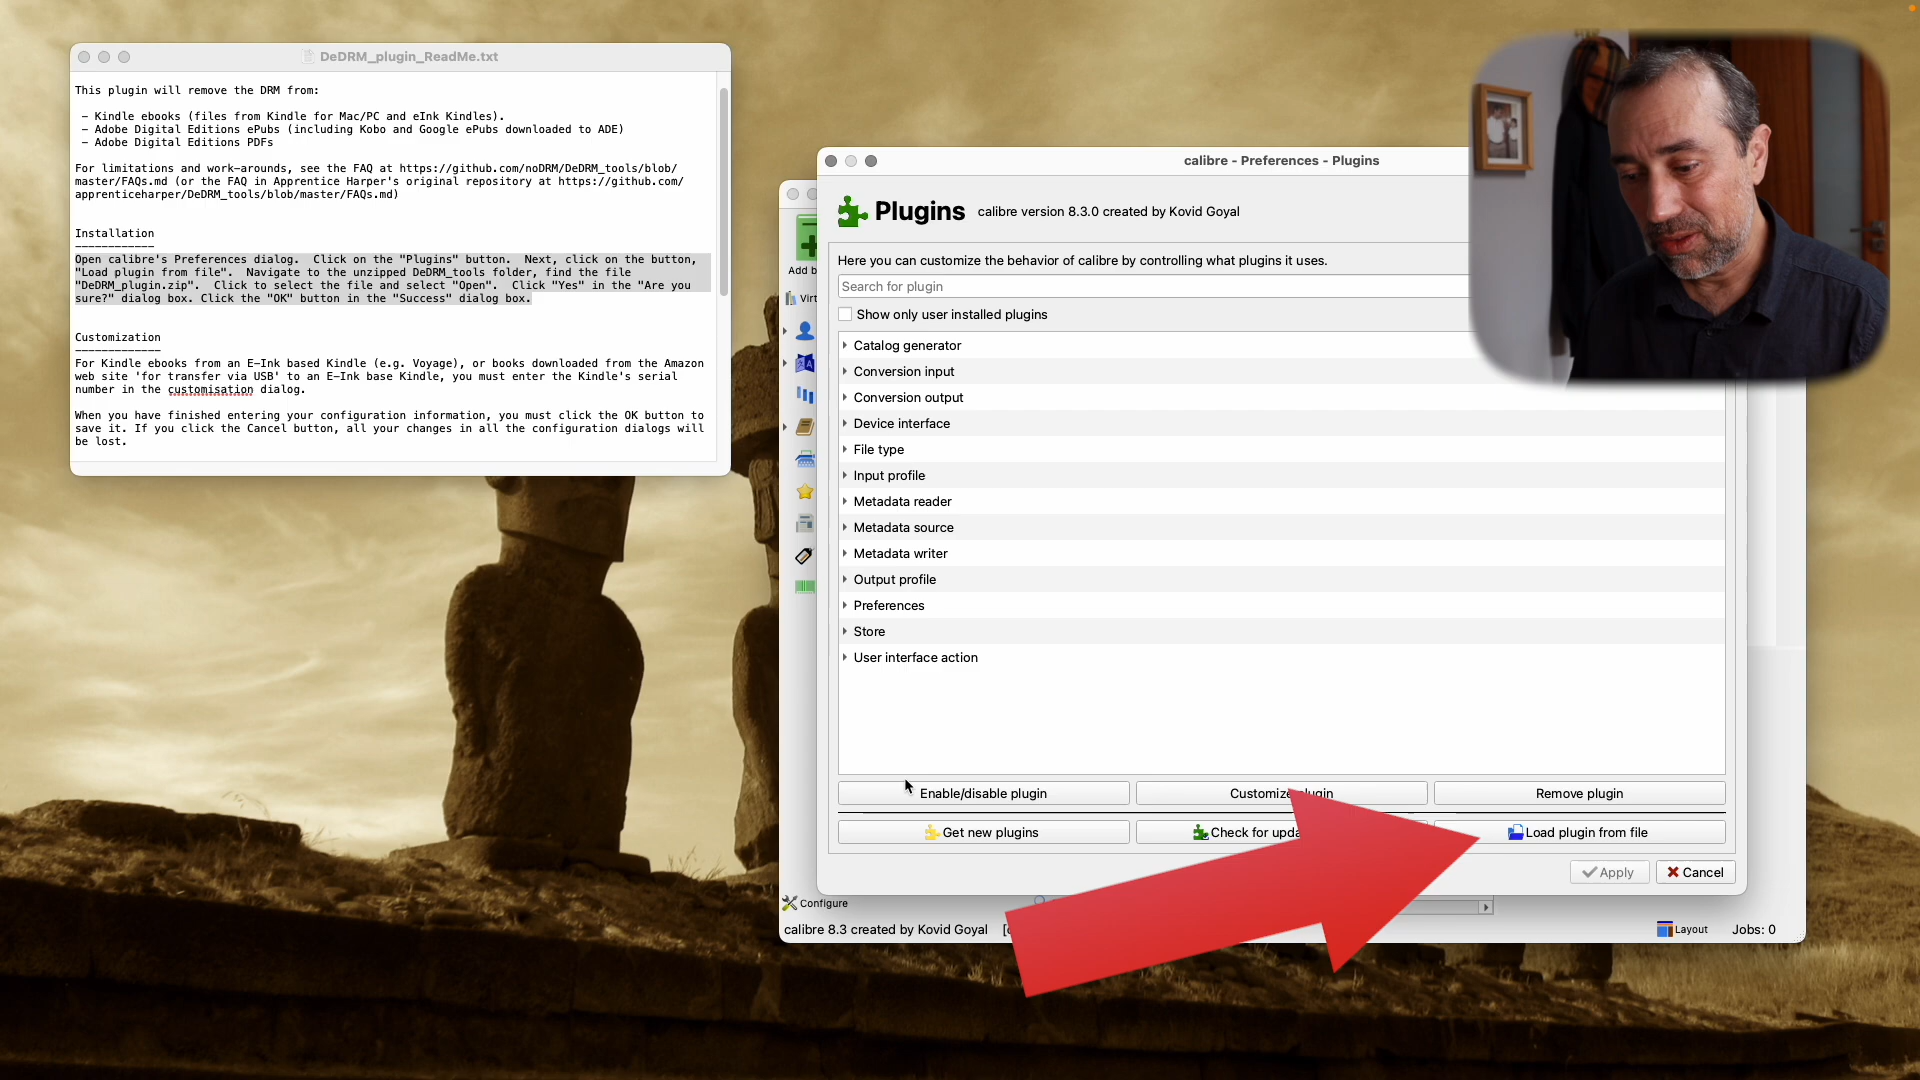 DeDRM_plugin_ReadMe.txt
This plugin will remove the DRM from:
– Kindle ebooks (files from Kindle for Mac/PC and eInk Kindles).
– Adobe Digital Editions ePubs (including Kobo and Google ePubs downloaded to ADE)
– Adobe Digital Editions PDFs
For limitations and work-arounds, see the FAQ at https://github.com/noDRM/DeDRM_tools/blob/
master/FAQs.md (or the FAQ in Apprentice Harper's original repository at https://github.com/
apprenticeharper/DeDRM_tools/blob/master/FAQs.md)
Installation
------------
Open calibre's Preferences dialog.  Click on the "Plugins" button.  Next, click on the button,
"Load plugin from file".  Navigate to the unzipped DeDRM_tools folder, find the file
"DeDRM_plugin.zip".  Click to select the file and select "Open".  Click "Yes" in the "Are you
sure?" dialog box. Click the "OK" button in the "Success" dialog box.
Customization
-------------
For Kindle ebooks from an E-Ink based Kindle (e.g. Voyage), or books downloaded from the Amazon
web site 'for transfer via USB' to an E-Ink base Kindle, you must enter the Kindle's serial
number in the customisation dialog.
When you have finished entering your configuration information, you must click the OK button to
save it. If you click the Cancel button, all your changes in all the configuration dialogs will
be lost.
calibre - Preferences - Plugins
Plugins calibre version 8.3.0 created by Kovid Goyal
Here you can customize the behavior of calibre by controlling what plugins it uses.
Search for plugin
Show only user installed plugins
Catalog generator
Conversion input
Conversion output
Device interface
File type
Input profile
Metadata reader
Metadata source
Metadata writer
Output profile
Preferences
Store
User interface action
Enable/disable plugin
Customize plugin
Remove plugin
Get new plugins
Check for upda
Load plugin from file
Apply
Cancel
Add b
Virt
Configure
calibre 8.3 created by Kovid Goyal
Layout
Jobs: 0